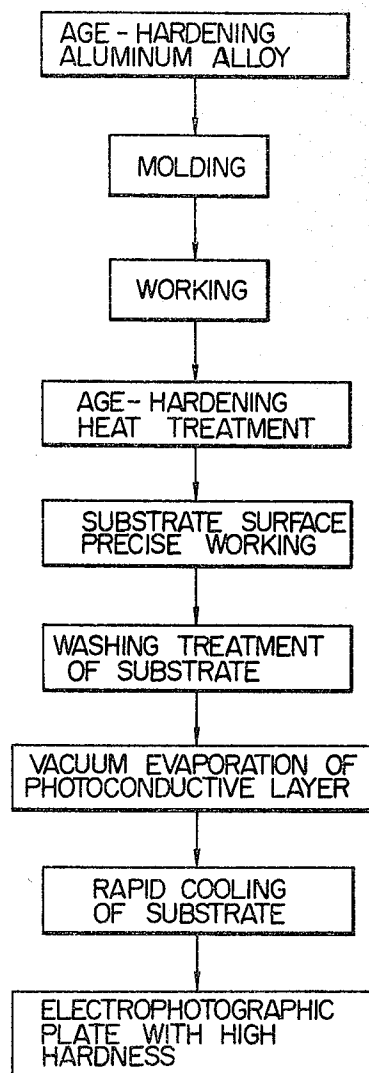 AGE-HARDENING
ALUMINUM ALLOY
MOLDING
WORKING
AGE-HARDENING
HEAT TREATMENT
SUBSTRATE SURFACE
PRECISE WORKING
WASHING TREATMENT
OF SUBSTRATE
VACUUM EVAPORATION OF
PHOTOCONDUCTIVE LAYER
RAPID COOLING
OF SUBSTRATE
ELECTROPHOTOGRAPHIC
PLATE WITH HIGH
HARDNESS